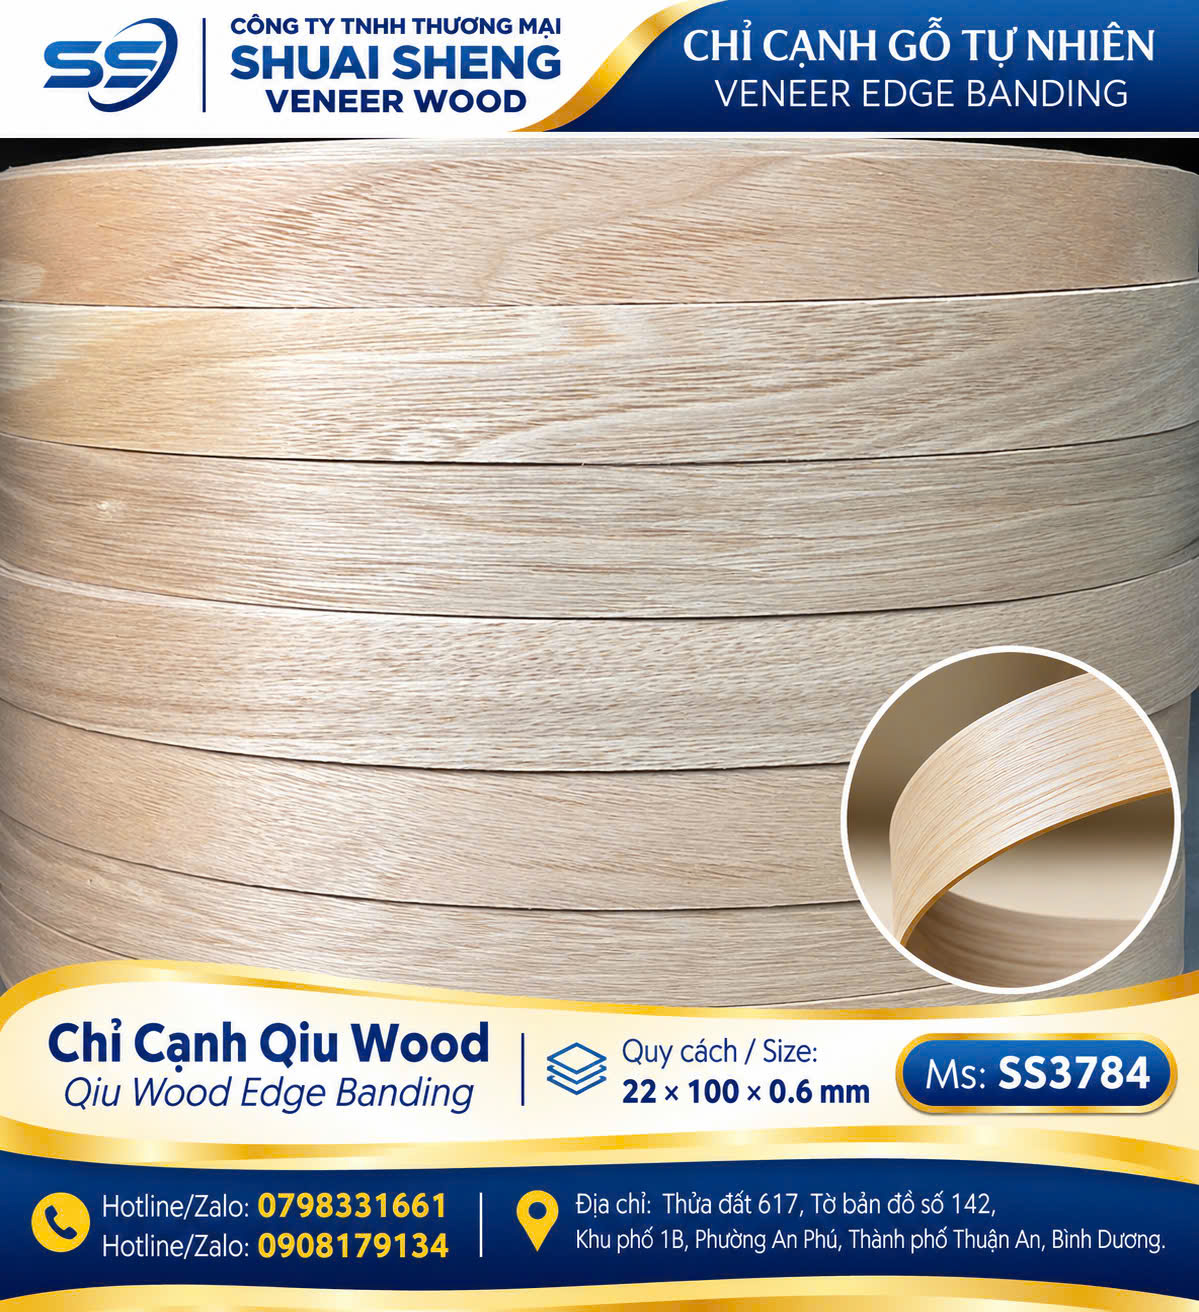 SS
CÔNG TY TNHH THƯƠNG MẠI
SHUAI SHENG
VENEER WOOD
CHỈ CẠNH GỖ TỰ NHIÊN
VENEER EDGE BANDING
Chỉ Cạnh Qiu Wood
Qiu Wood Edge Banding
Quy cách / Size:
22 × 100 × 0.6 mm
Ms: SS3784
Hotline/Zalo: 0798331661
Hotline/Zalo: 0908179134
Địa chỉ: Thửa đất 617, Tờ bản đồ số 142,
Khu phố 1B, Phường An Phú, Thành phố Thuận An, Bình Dương.